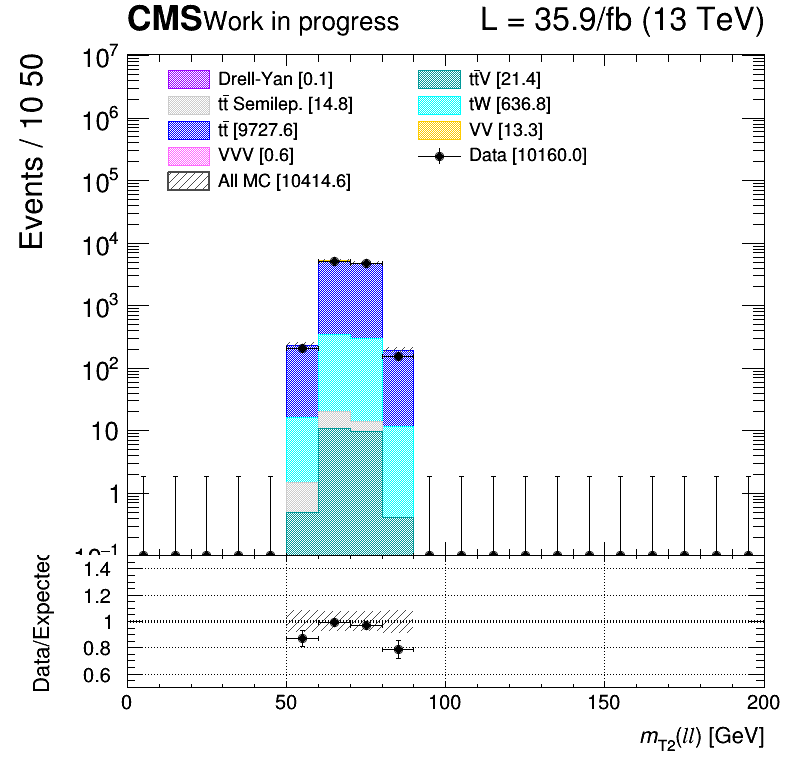 CMS Work in progress L = 35.9/fb (13 TeV)
Events / 10 50
10⁷
10⁶
10⁵
10⁴
10³
10²
10
1
10⁻¹
Drell-Yan [0.1]
tt̄ Semilep. [14.8]
tt̄ [9727.6]
VVV [0.6]
All MC [10414.6]
tt̄V [21.4]
tW [636.8]
VV [13.3]
Data [10160.0]
Data/Expected
1.4
1.2
1
0.8
0.6
0 50 100 150 200
m_T2(ll) [GeV]